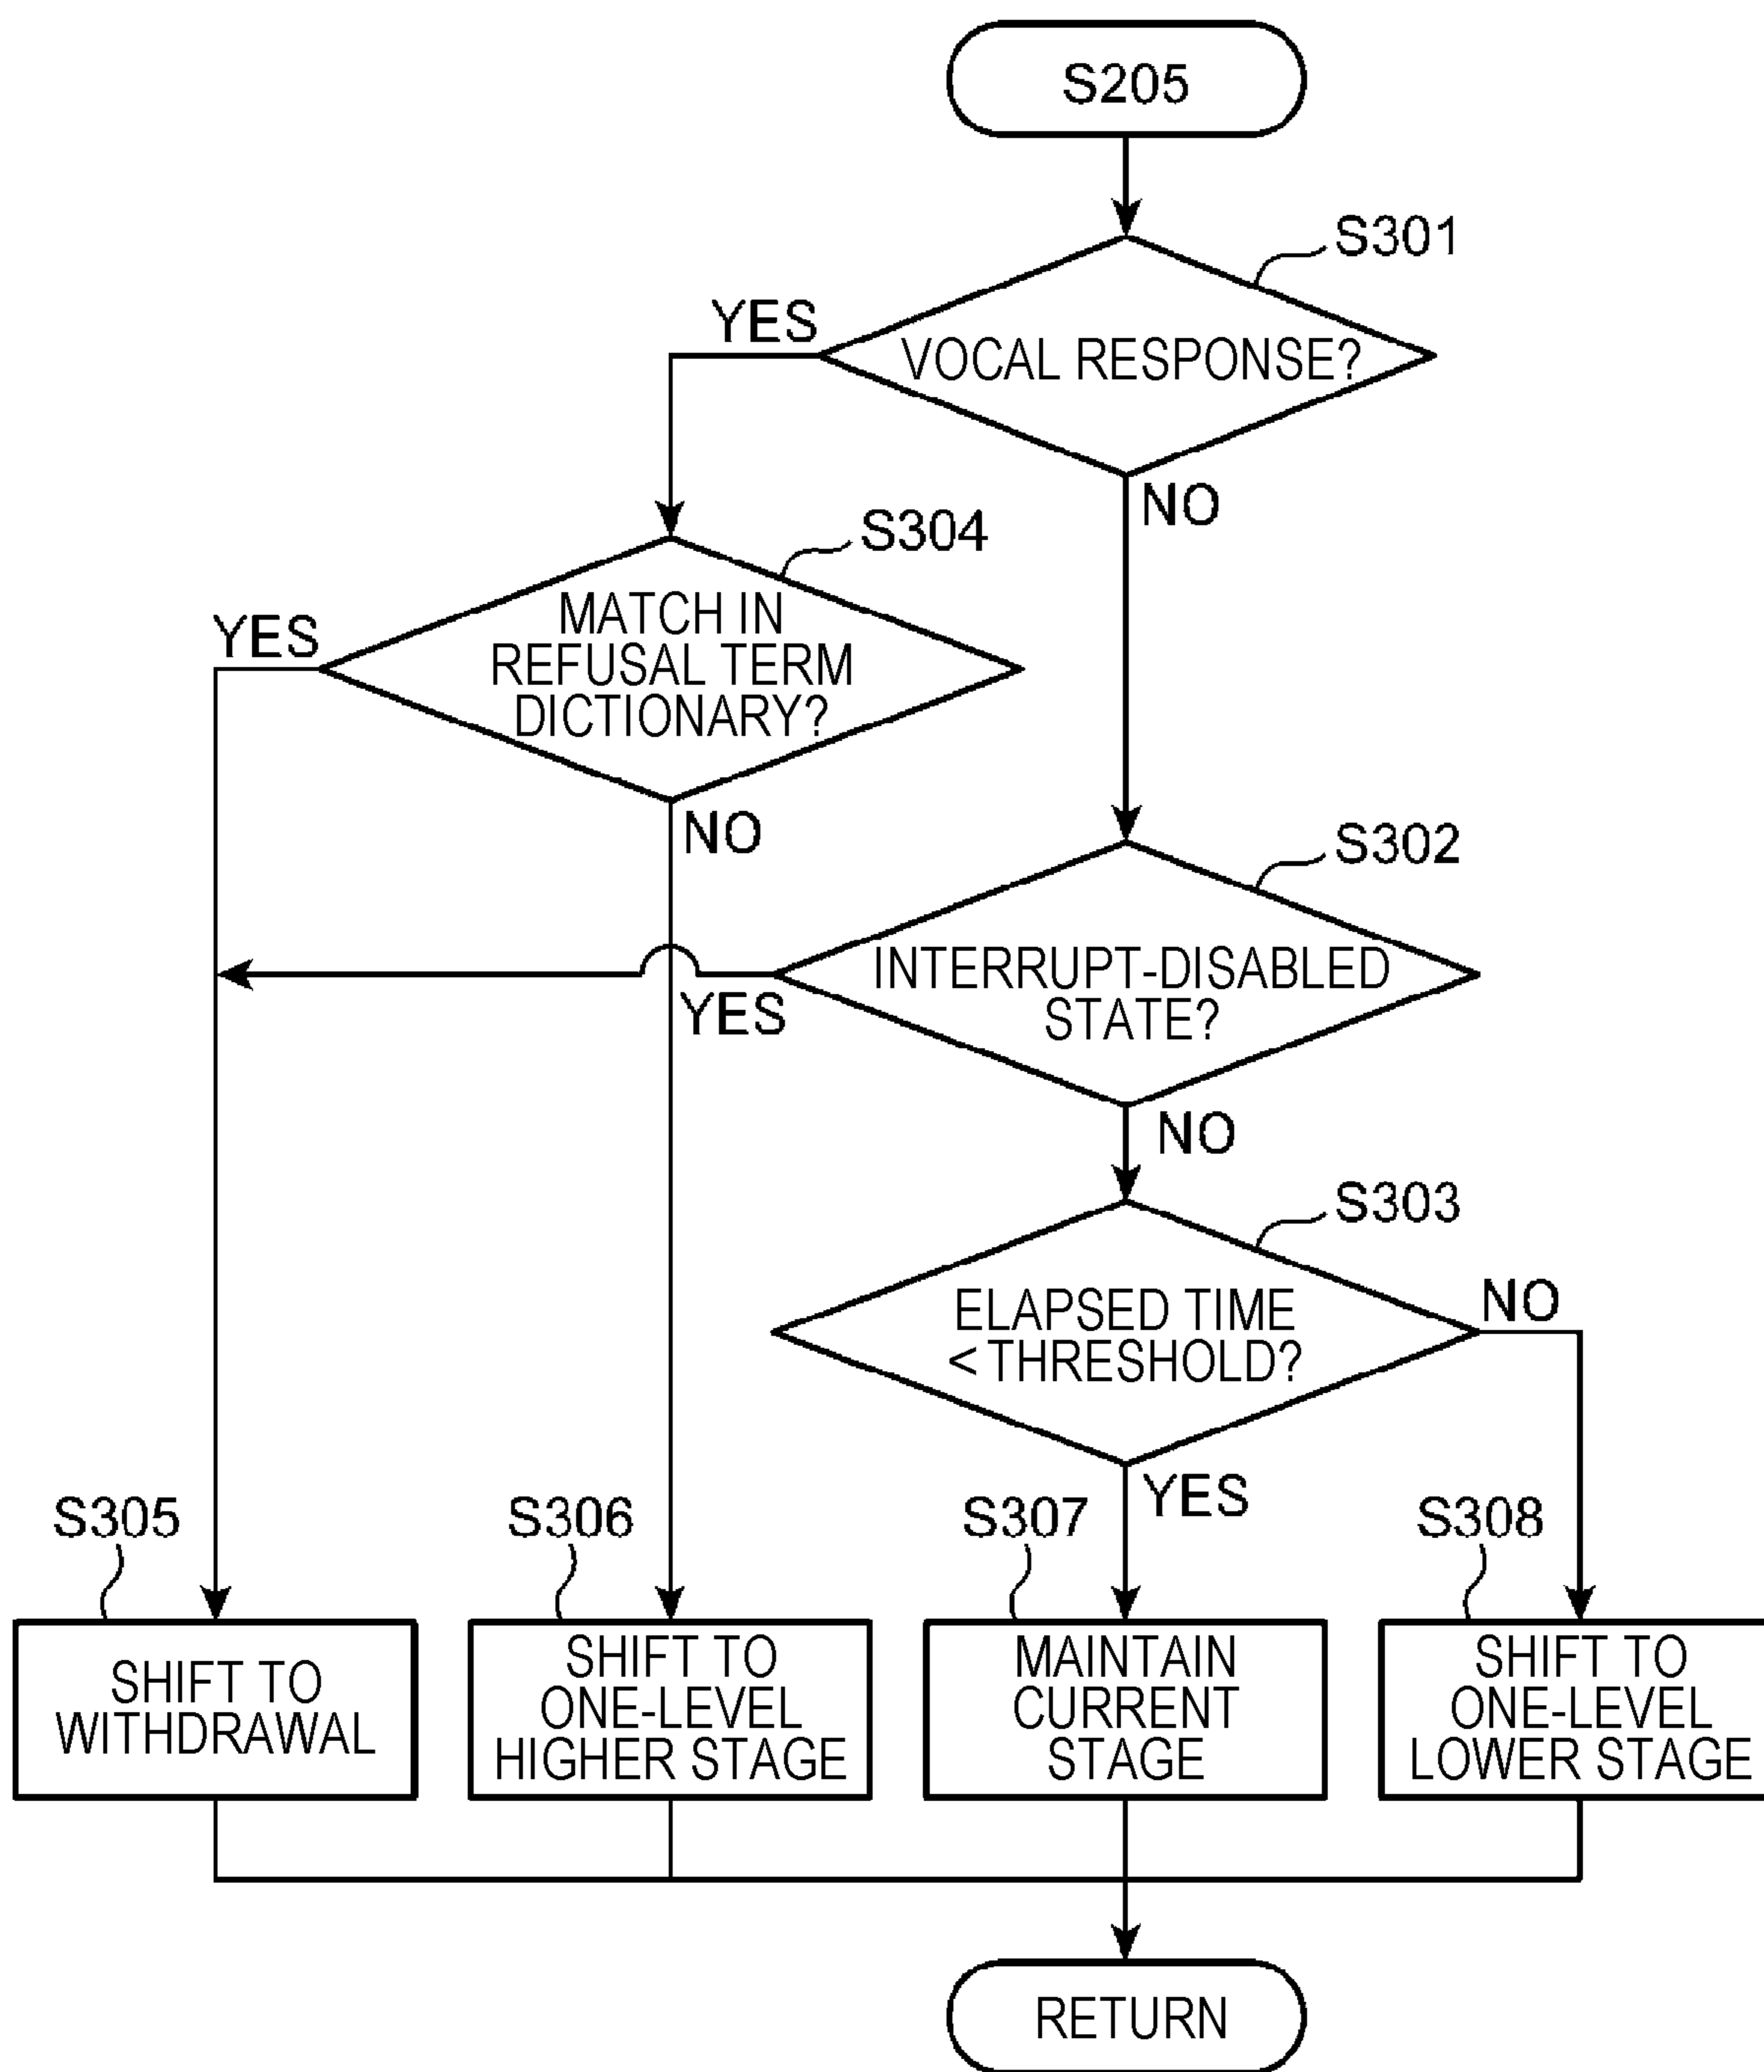 S205
S301
YES
VOCAL RESPONSE?
NO
S304
MATCH IN
REFUSAL TERM
DICTIONARY?
YES
NO
S302
INTERRUPT-DISABLED
STATE?
YES
NO
S303
ELAPSED TIME
< THRESHOLD?
NO
YES
S305
SHIFT TO
WITHDRAWAL
S306
SHIFT TO
ONE-LEVEL
HIGHER STAGE
S307
MAINTAIN
CURRENT
STAGE
S308
SHIFT TO
ONE-LEVEL
LOWER STAGE
RETURN